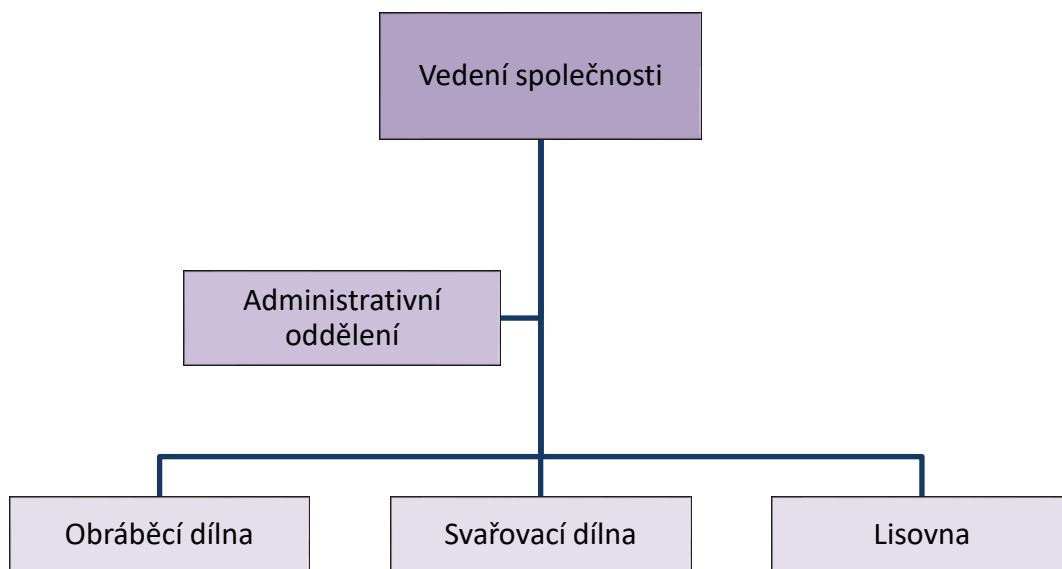 Vedení společnosti
Administrativní
oddělení
Obráběcí dílna
Svařovací dílna
Lisovna